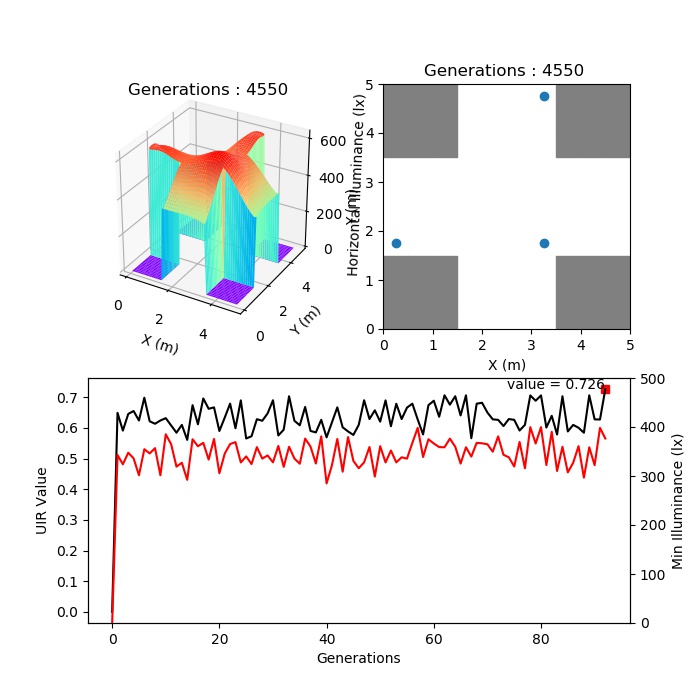 Generations : 4550
600
400
200
0
Horizontal Illuminance (lx)
0
2
4
X (m)
0
2
4
Y (m)
Generations : 4550
5
4
3
2
1
0
Y (m)
0 1 2 3 4 5
X (m)
value = 0.726
0.7
0.6
0.5
0.4
0.3
0.2
0.1
0.0
UIR Value
500
400
300
200
100
0
Min Illuminance (lx)
0 20 40 60 80
Generations